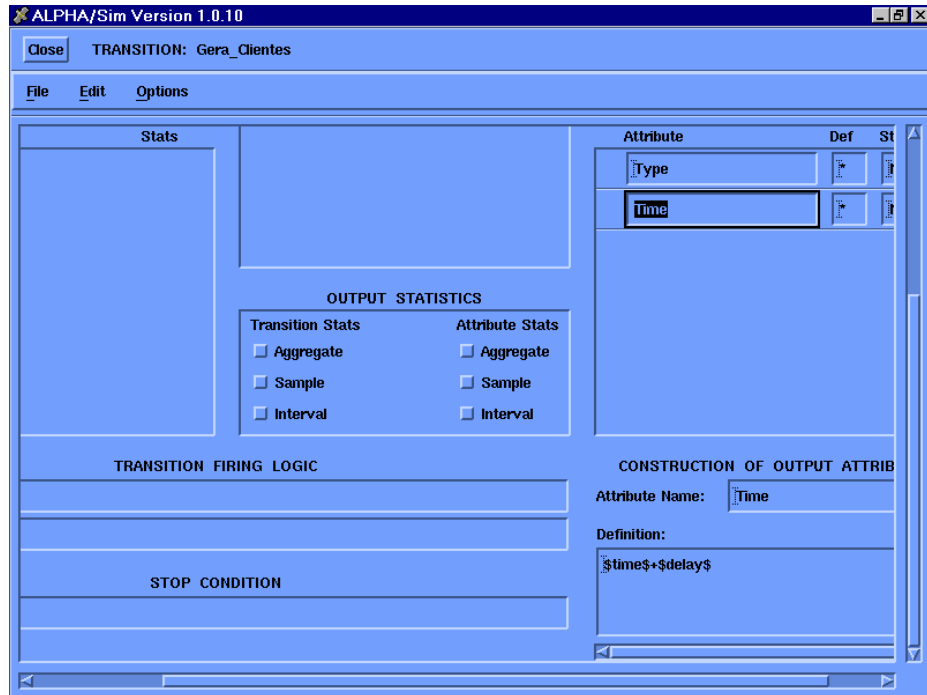 ALPHA/Sim Version 1.0.10
Close TRANSITION: Gera_Clientes
File Edit Options
Stats
Attribute Def St
Type *
Time *
OUTPUT STATISTICS
Transition Stats Attribute Stats
Aggregate Aggregate
Sample Sample
Interval Interval
TRANSITION FIRING LOGIC
CONSTRUCTION OF OUTPUT ATTRIB
Attribute Name: Time
Definition:
$time$+$delay$
STOP CONDITION